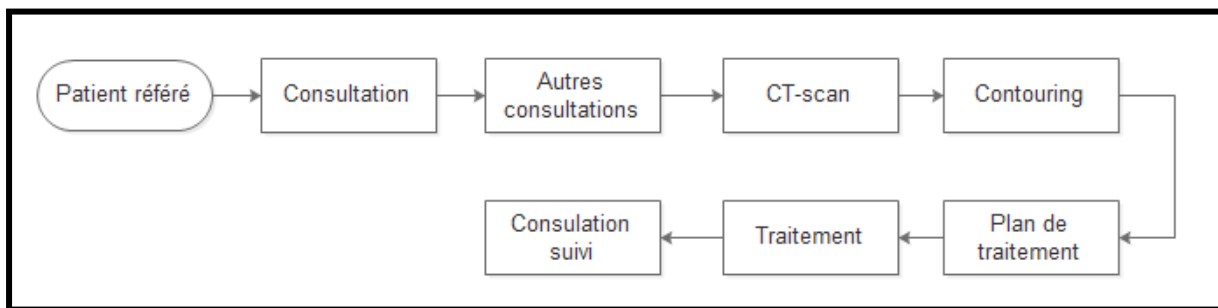 Patient référé
Consultation
Autres
consultations
CT-scan
Contouring
Plan de
traitement
Traitement
Consulation
suivi